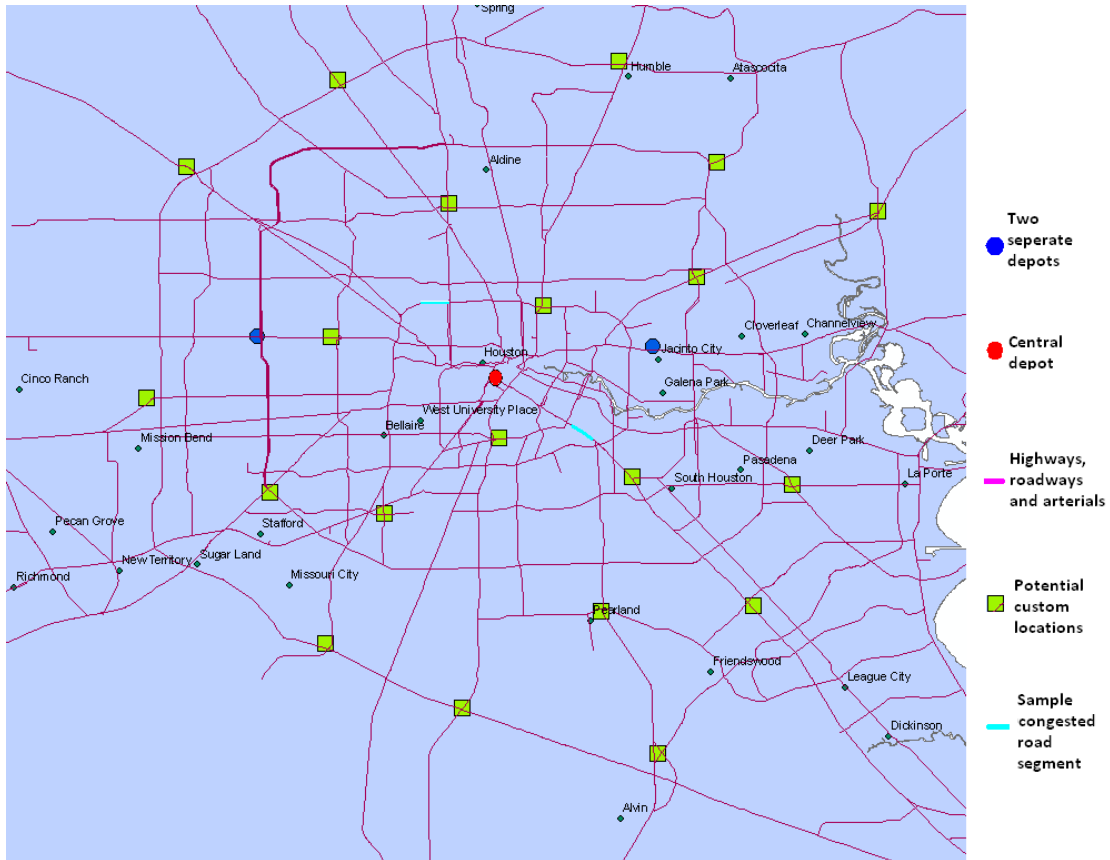 Spring
Humble
Atascocita
Aldine
Houston
Cloverleaf
Channelview
Jacinto City
Galena Park
Cinco Ranch
West University Place
Bellaire
Mission Bend
Deer Park
Pasadena
La Porte
South Houston
Pecan Grove
Stafford
Sugar Land
New Territory
Richmond
Missouri City
Pearland
Friendswood
League City
Dickinson
Alvin
Two
seperate
depots
Central
depot
Highways,
roadways
and arterials
Potential
custom
locations
Sample
congested
road
segment